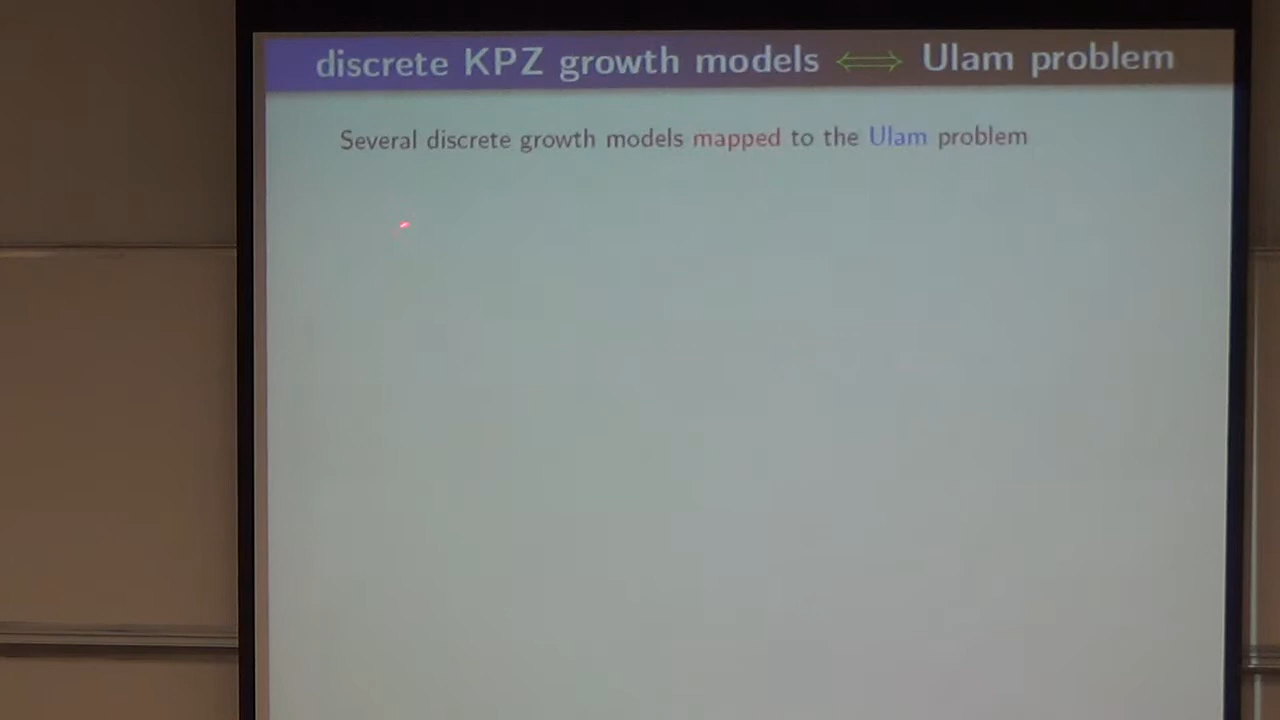 discrete KPZ growth models ⟺ Ulam problem
Several discrete growth models mapped to the Ulam problem